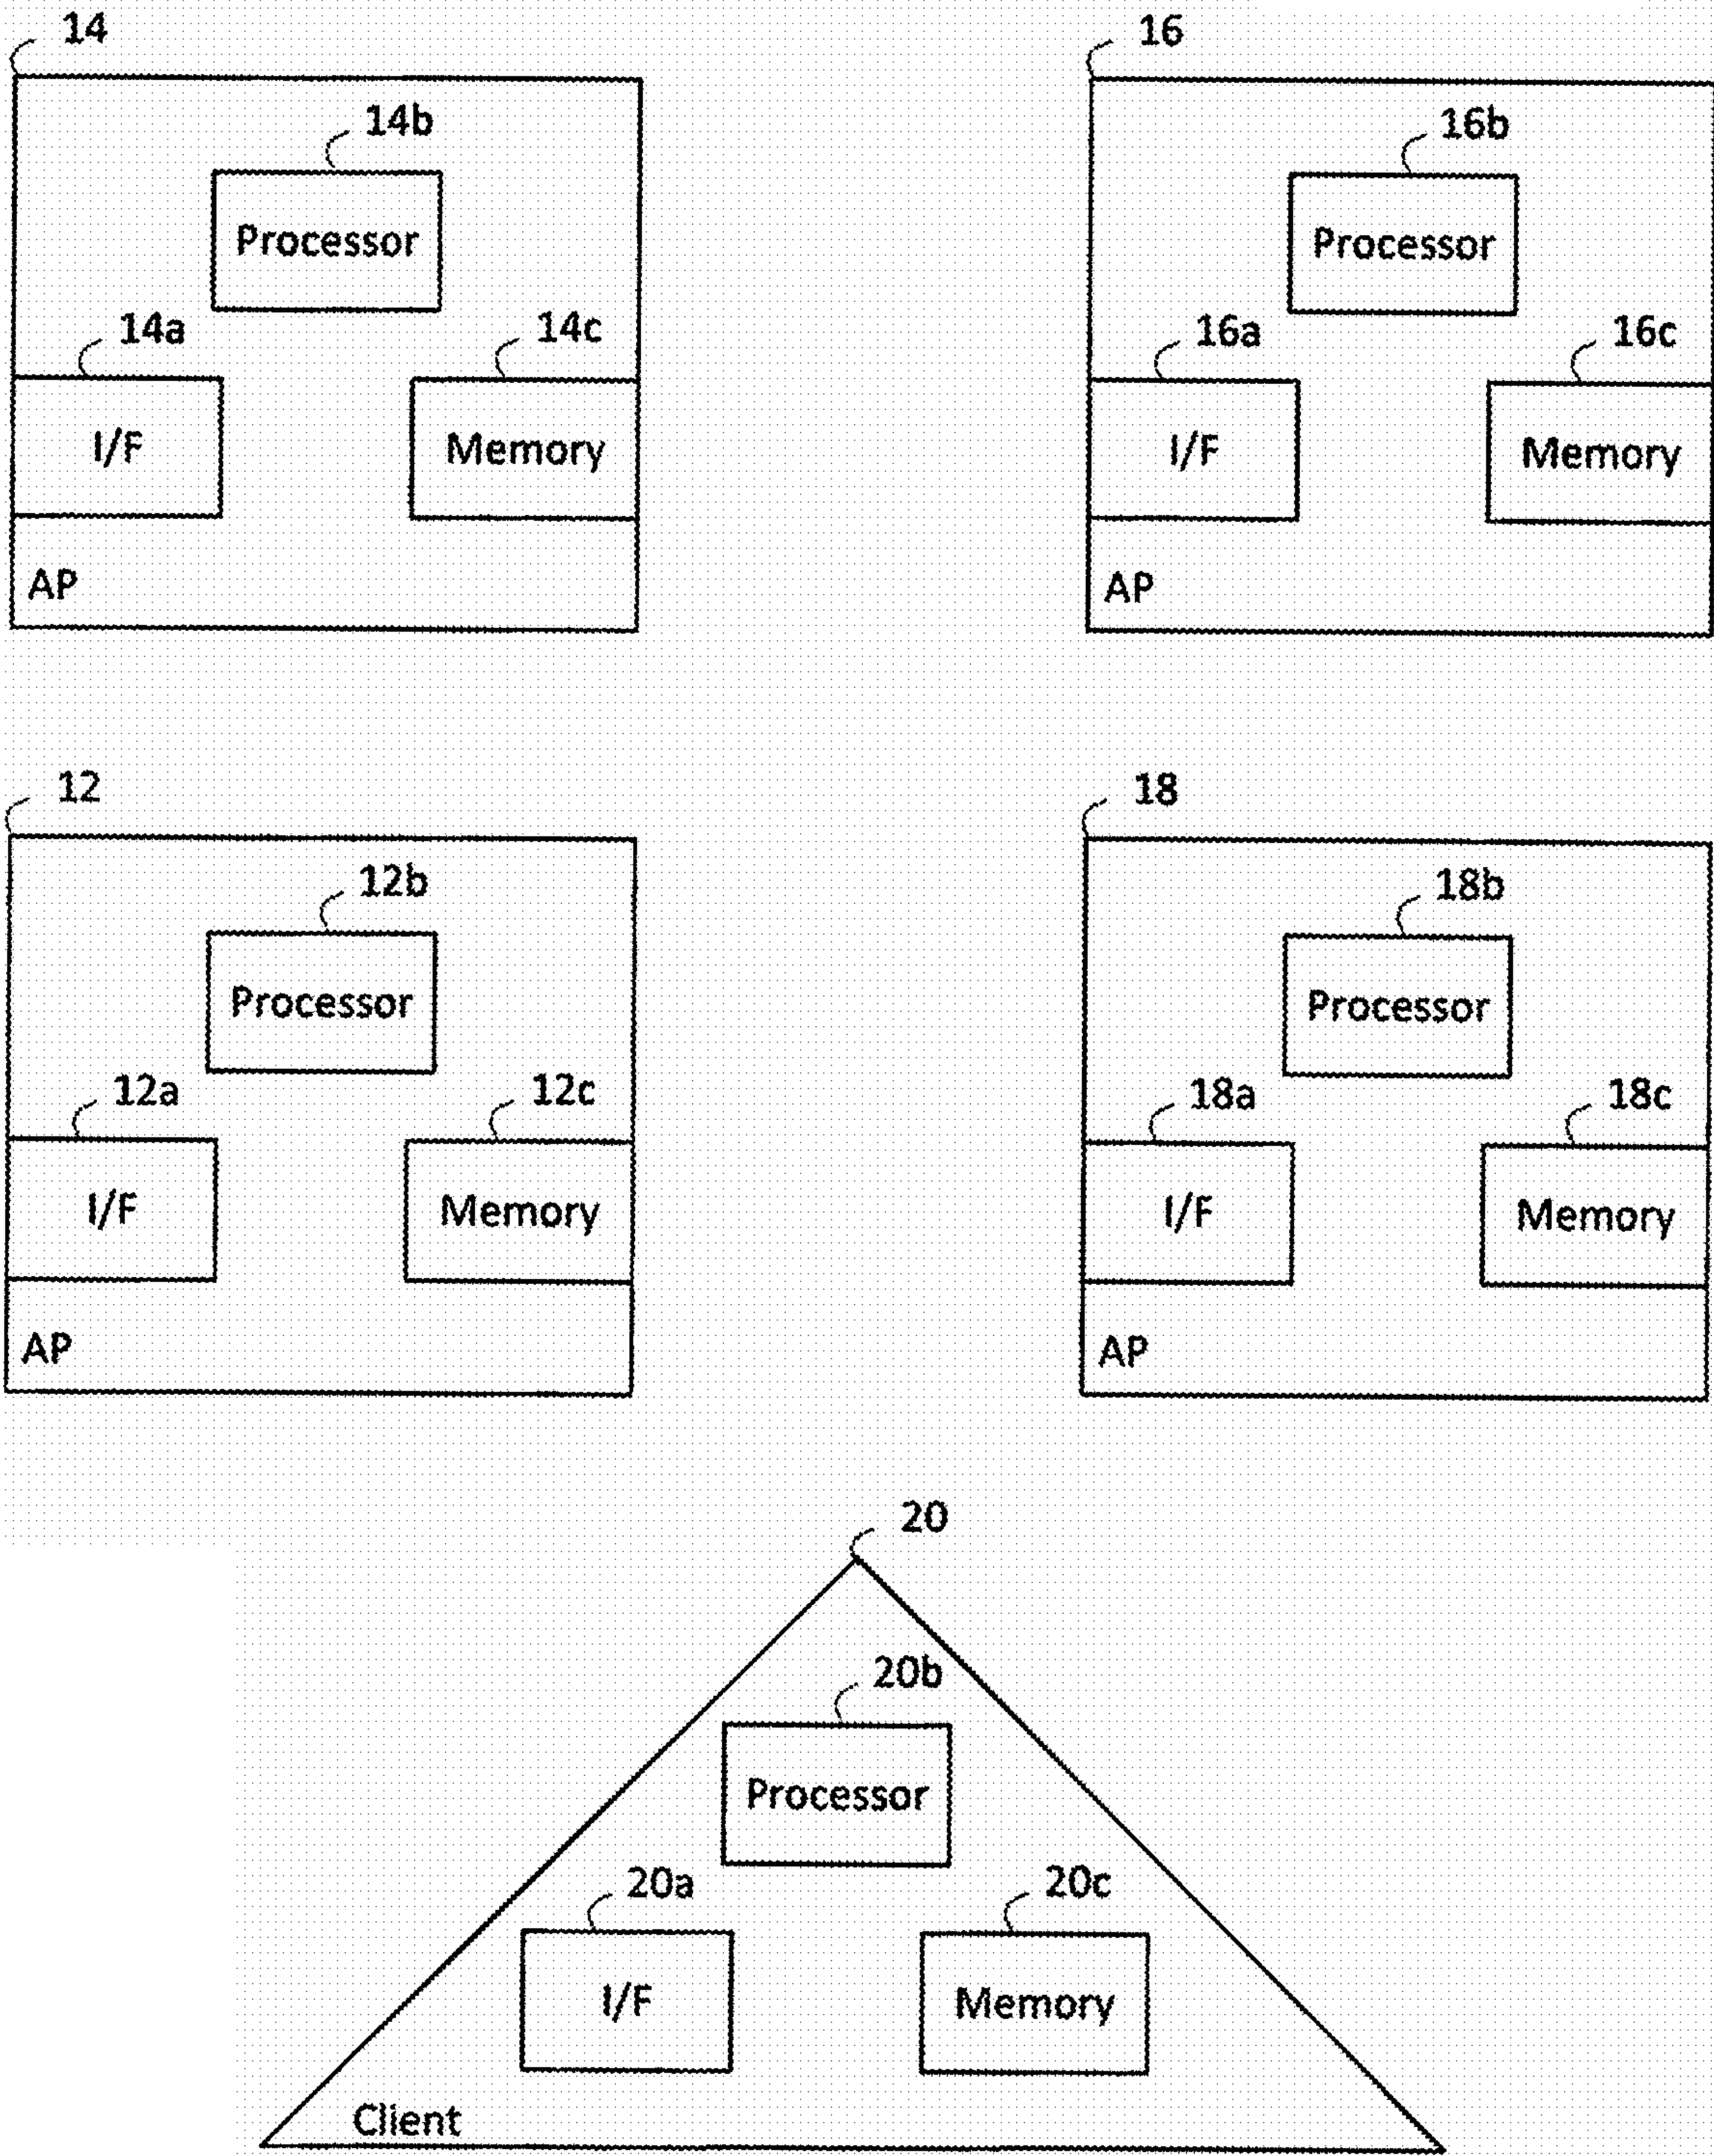 14
14b
Processor
14a
14c
I/F
Memory
AP
16
16b
Processor
16a
16c
I/F
Memory
AP
12
12b
Processor
12a
12c
I/F
Memory
AP
18
18b
Processor
18a
18c
I/F
Memory
AP
20
20b
Processor
20a
20c
I/F
Memory
Client